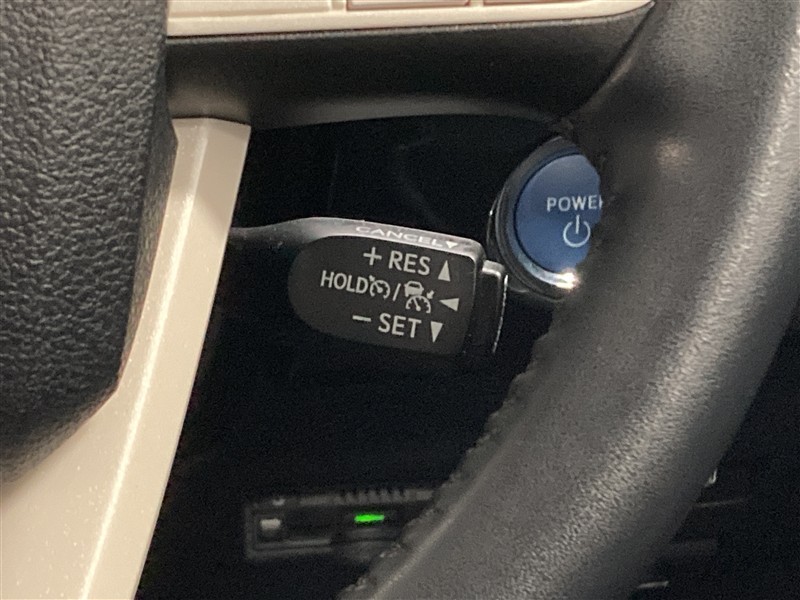 POWER
CANCEL▼
+ RES ▲
HOLD / ◀
− SET ▼